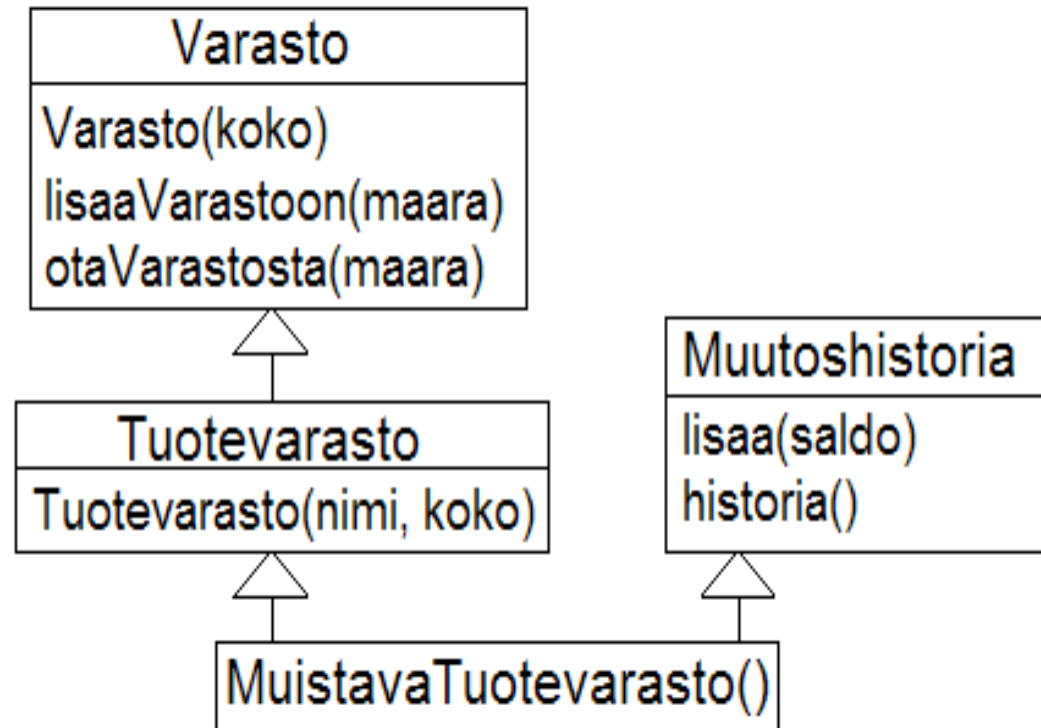 Varasto
Varasto(koko)
lisaaVarastoon(maara)
otaVarastosta(maara)
Tuotevarasto
Tuotevarasto(nimi, koko)
Muutoshistoria
lisaa(saldo)
historia()
MuistavaTuotevarasto()